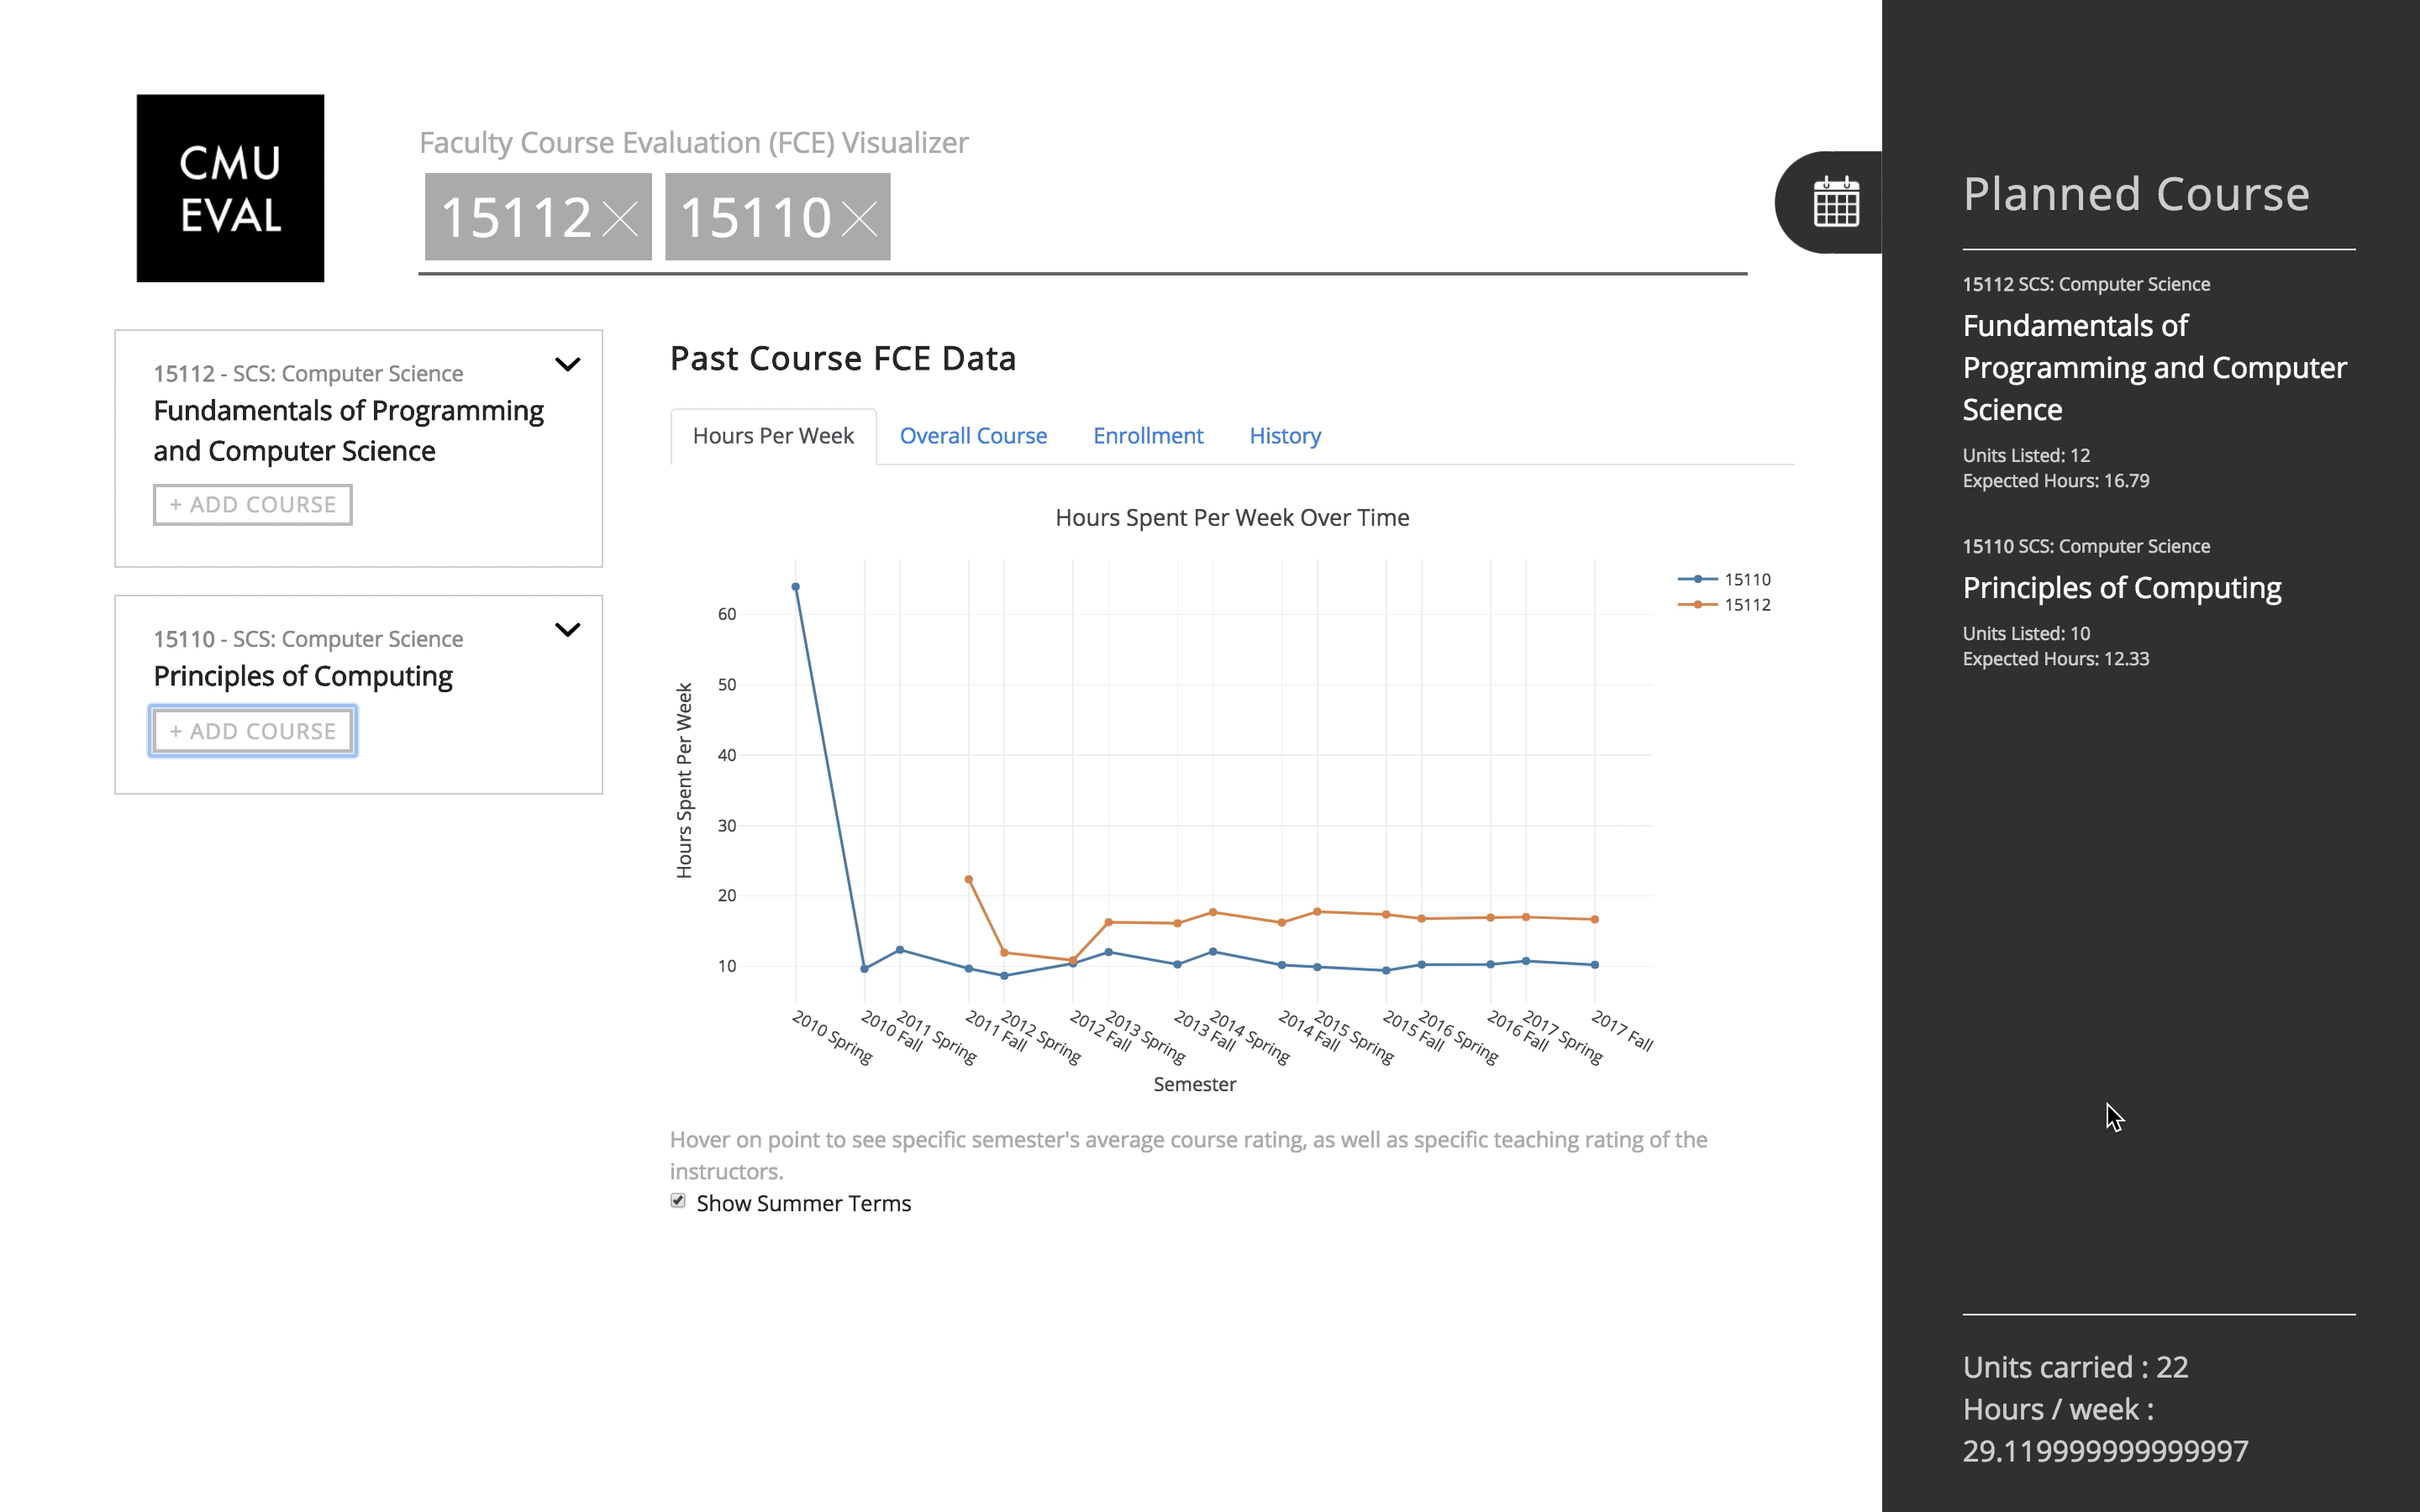 CMU
EVAL
Faculty Course Evaluation (FCE) Visualizer
15112 15110
15112 - SCS: Computer Science
Fundamentals of Programming
and Computer Science
+ ADD COURSE
15110 - SCS: Computer Science
Principles of Computing
+ ADD COURSE
Past Course FCE Data
Hours Per Week Overall Course Enrollment History
Hours Spent Per Week Over Time
15110
15112
Hours Spent Per Week
60
50
40
30
20
10
2010 Spring
2010 Fall
2011 Spring
2011 Fall
2012 Spring
2012 Fall
2013 Spring
2013 Fall
2014 Spring
2014 Fall
2015 Spring
2015 Fall
2016 Spring
2016 Fall
2017 Spring
2017 Fall
Semester
Hover on point to see specific semester's average course rating, as well as specific teaching rating of the
instructors.
Show Summer Terms
Planned Course
15112 SCS: Computer Science
Fundamentals of
Programming and Computer
Science
Units Listed: 12
Expected Hours: 16.79
15110 SCS: Computer Science
Principles of Computing
Units Listed: 10
Expected Hours: 12.33
Units carried : 22
Hours / week :
29.119999999999997